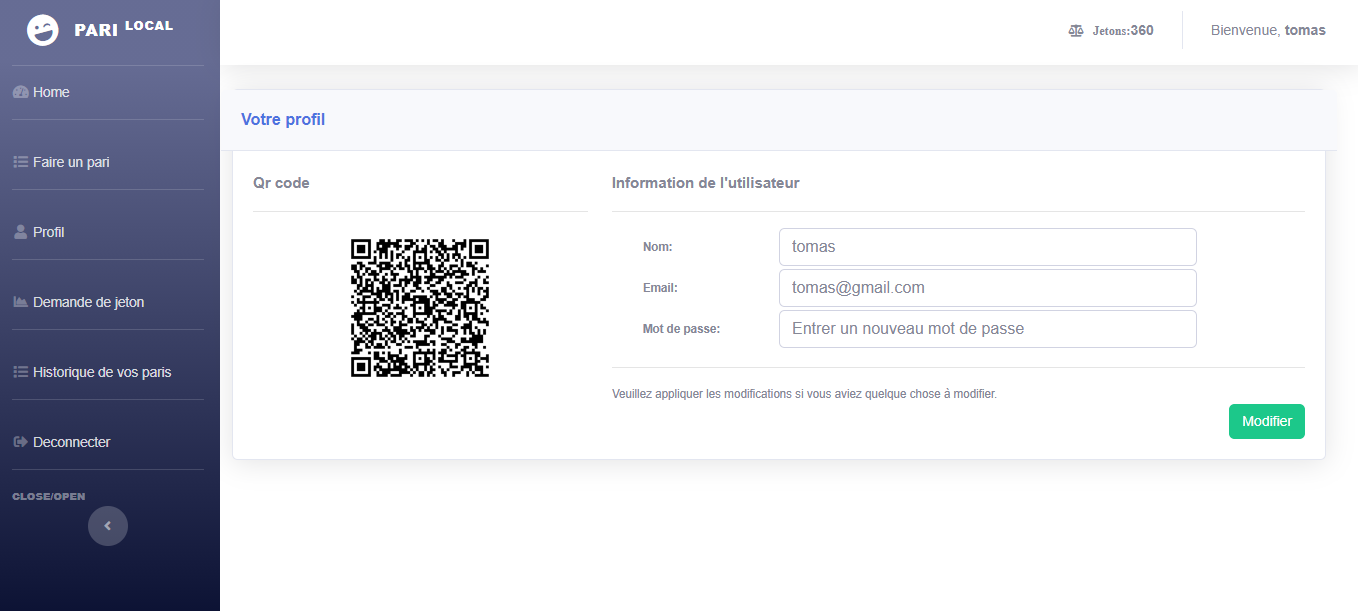 PARI LOCAL
Jetons:360
Bienvenue, tomas
Home
Faire un pari
Profil
Demande de jeton
Historique de vos paris
Deconnecter
CLOSE/OPEN
Votre profil
Qr code
Information de l'utilisateur
Nom: tomas
Email: tomas@gmail.com
Mot de passe: Entrer un nouveau mot de passe
Veuillez appliquer les modifications si vous aviez quelque chose à modifier.
Modifier